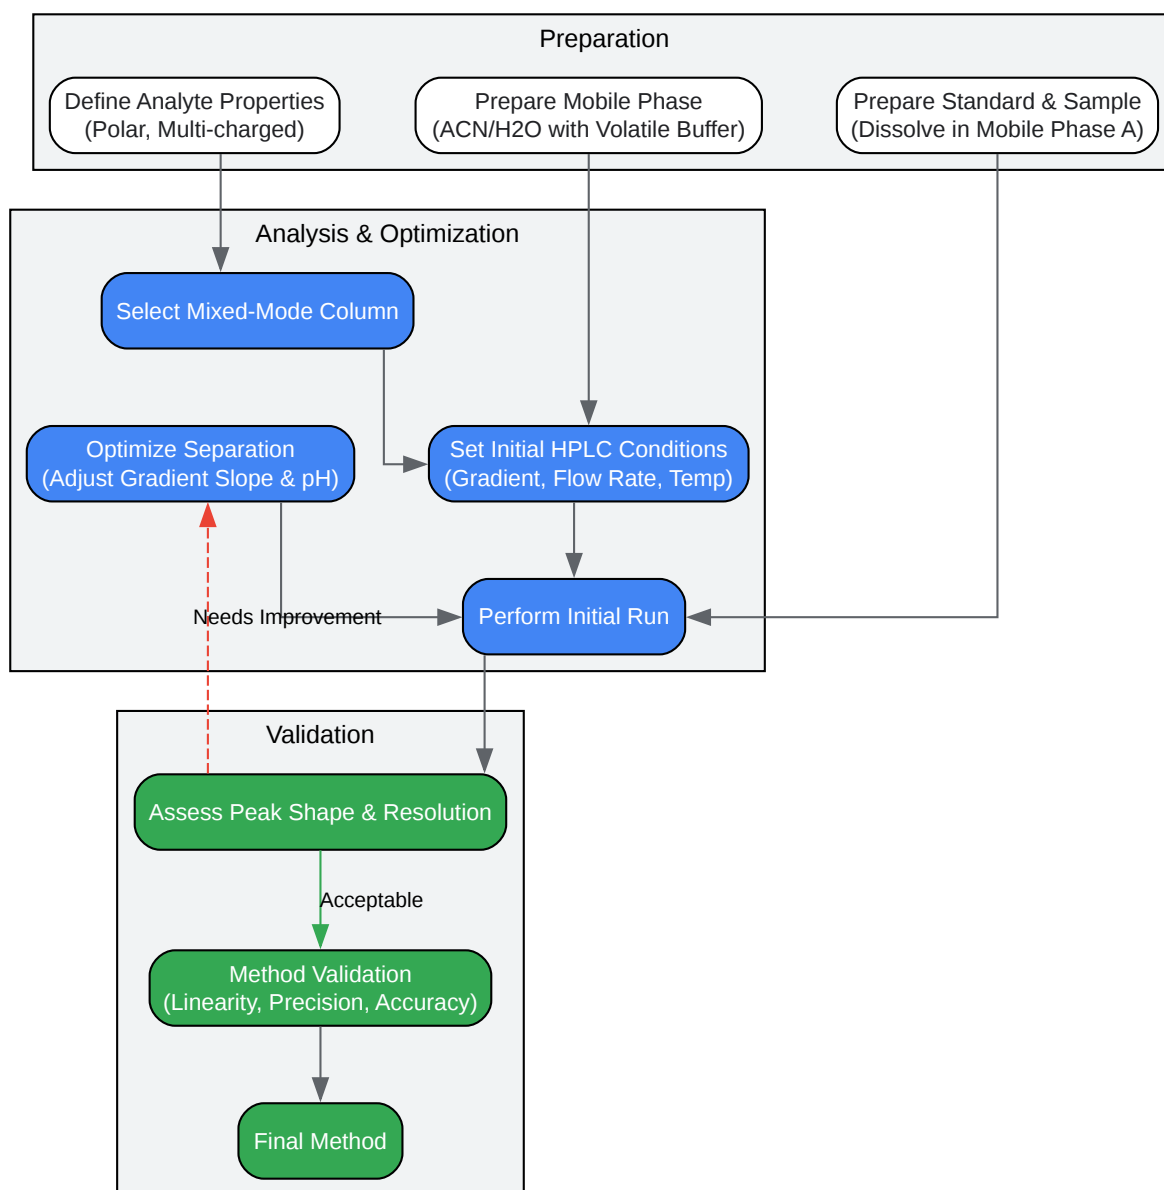 Preparation
Define Analyte Properties
(Polar, Multi-charged)
Prepare Mobile Phase
(ACN/H2O with Volatile Buffer)
Prepare Standard & Sample
(Dissolve in Mobile Phase A)
Analysis & Optimization
Select Mixed-Mode Column
Optimize Separation
(Adjust Gradient Slope & pH)
Set Initial HPLC Conditions
(Gradient, Flow Rate, Temp)
Needs Improvement
Perform Initial Run
Validation
Assess Peak Shape & Resolution
Acceptable
Method Validation
(Linearity, Precision, Accuracy)
Final Method